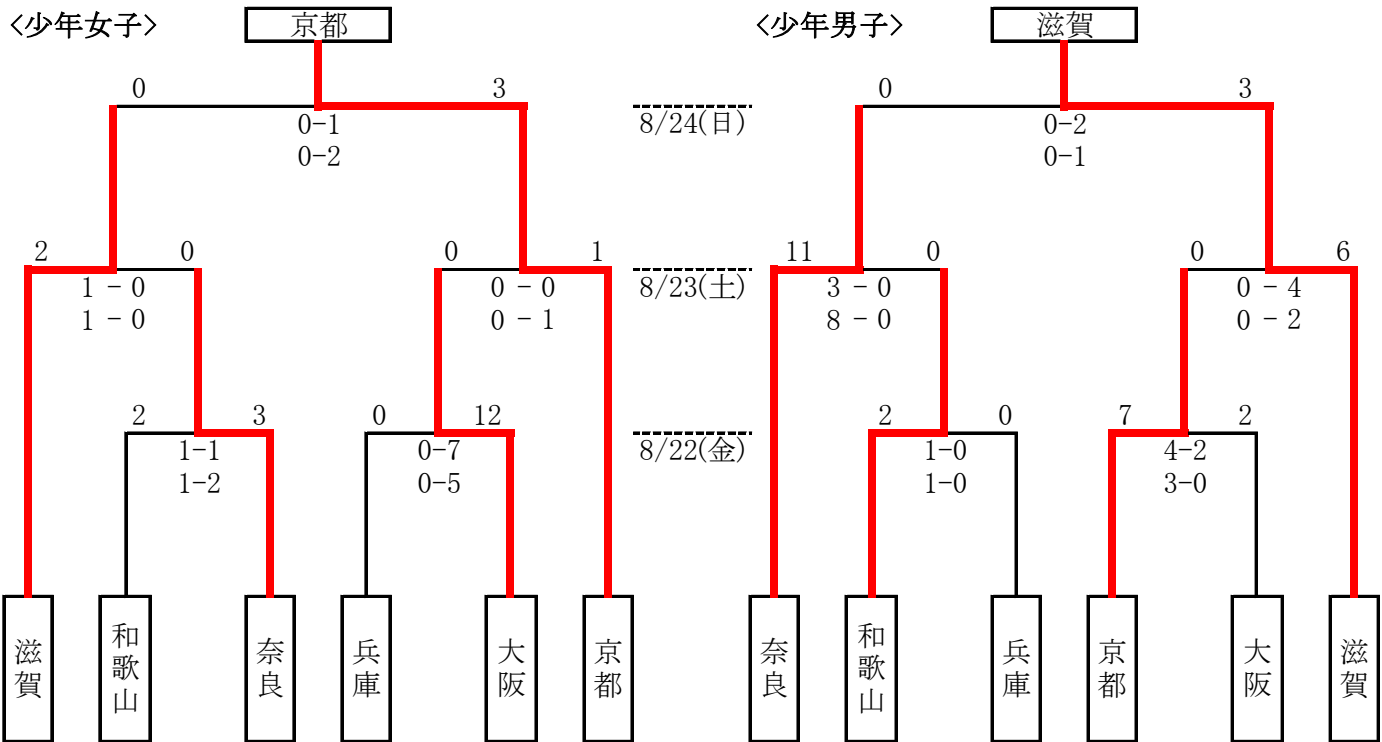 <少年女子> 京都 <少年男子> 滋賀
0 3 0 3
0-1 8/24(日) 0-2
0-2 0-1
2 0 0 1 11 0 0 6
1-0 0-0 8/23(土) 3-0 0-4
1-0 0-1 8-0 0-2
2 3 0 12 2 0 7 2
1-1 0-7 8/22(金) 1-0 4-2
1-2 0-5 1-0 3-0
滋賀 和歌山 奈良 兵庫 大阪 京都 奈良 和歌山 兵庫 京都 大阪 滋賀